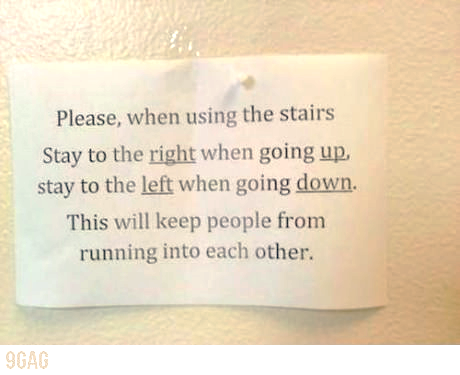 Please, when using the stairs
Stay to the right when going up,
stay to the left when going down.
This will keep people from
running into each other.
9GAG